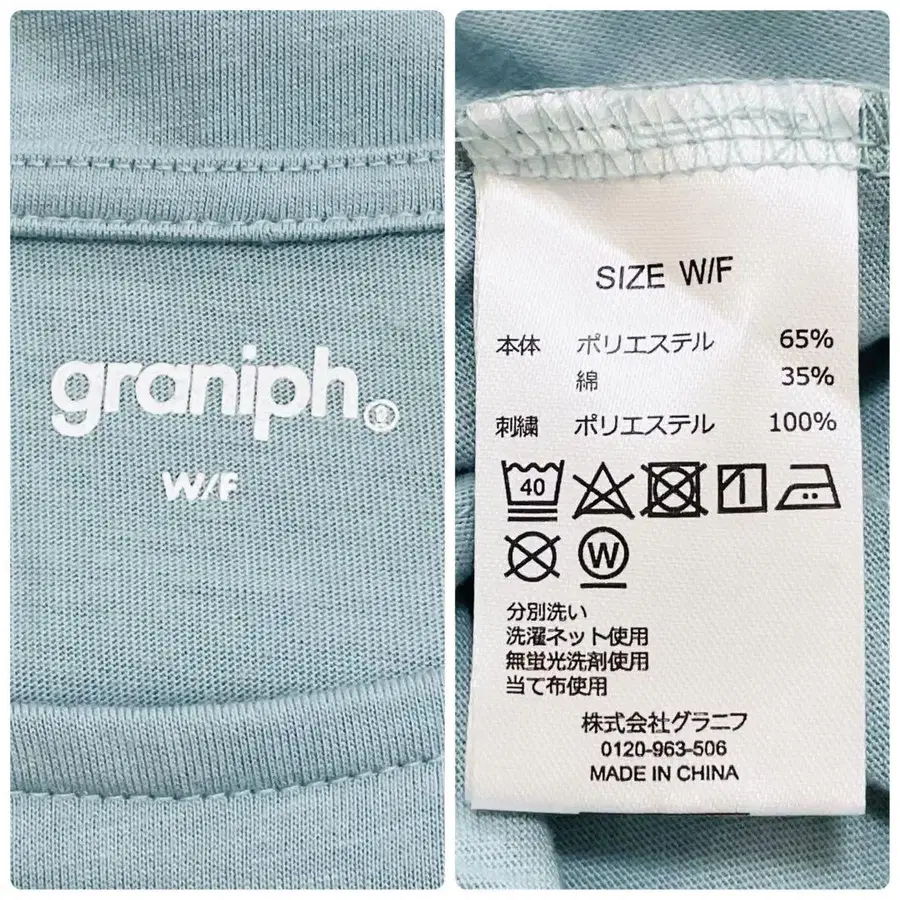 graniph®
W/F
SIZE W/F
本体 ポリエステル 65%
綿 35%
刺繍 ポリエステル 100%
40
W
分別洗い
洗濯ネット使用
無蛍光洗剤使用
当て布使用
株式会社グラニフ
0120-963-506
MADE IN CHINA